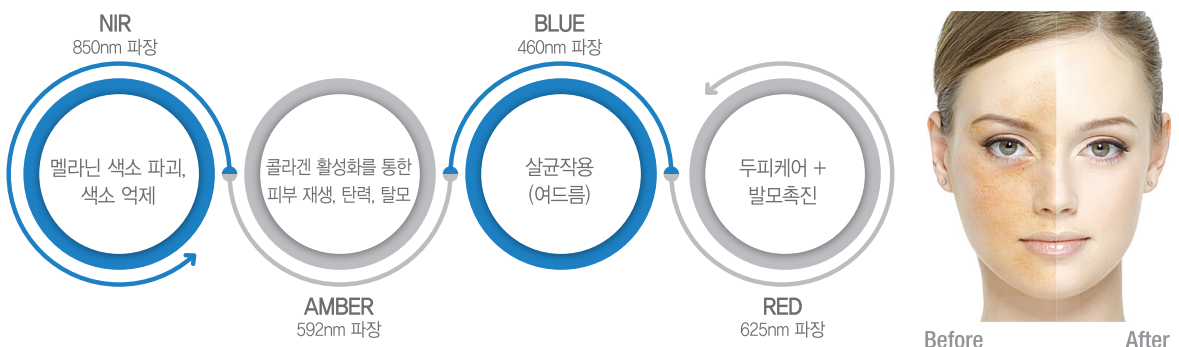 NIR
850nm 파장
멜라닌 색소 파괴,
색소 억제
콜라겐 활성화를 통한
피부 재생, 탄력, 탈모
AMBER
592nm 파장
BLUE
460nm 파장
살균작용
(여드름)
두피케어 +
발모촉진
RED
625nm 파장
Before
After